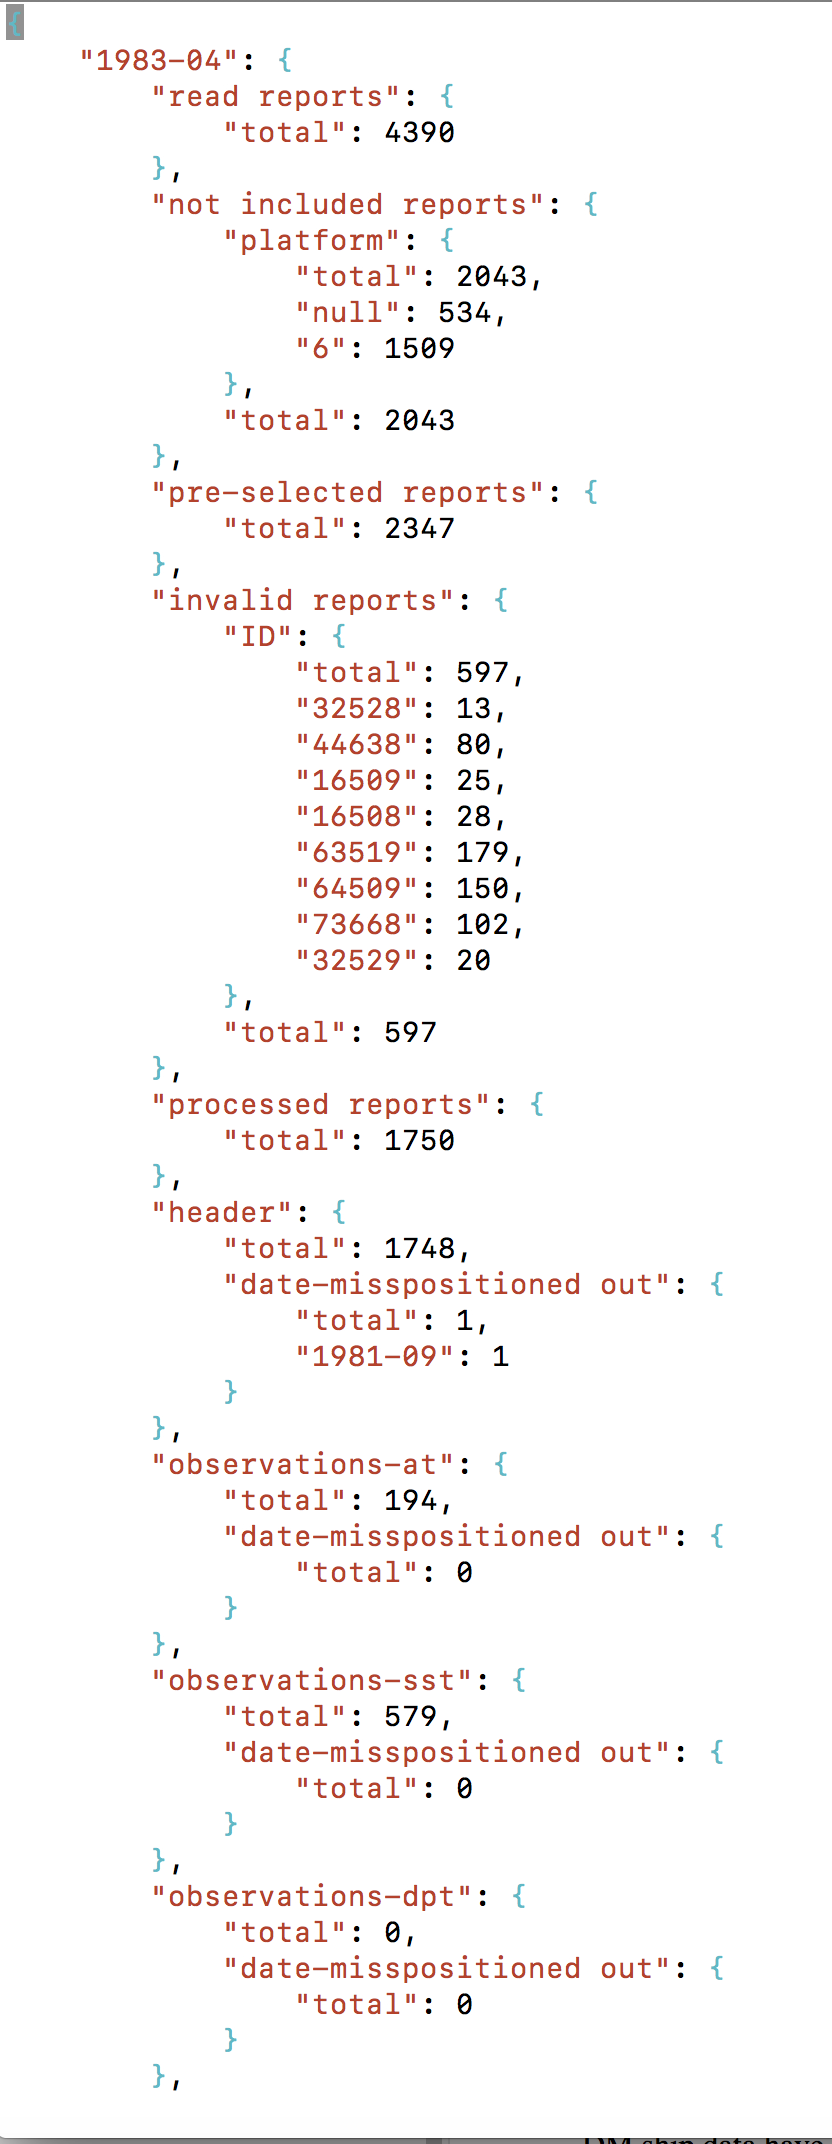 {
    "1983-04": {
        "read reports": {
            "total": 4390
        },
        "not included reports": {
            "platform": {
                "total": 2043,
                "null": 534,
                "6": 1509
            },
            "total": 2043
        },
        "pre-selected reports": {
            "total": 2347
        },
        "invalid reports": {
            "ID": {
                "total": 597,
                "32528": 13,
                "44638": 80,
                "16509": 25,
                "16508": 28,
                "63519": 179,
                "64509": 150,
                "73668": 102,
                "32529": 20
            },
            "total": 597
        },
        "processed reports": {
            "total": 1750
        },
        "header": {
            "total": 1748,
            "date-misspositioned out": {
                "total": 1,
                "1981-09": 1
            }
        },
        "observations-at": {
            "total": 194,
            "date-misspositioned out": {
                "total": 0
            }
        },
        "observations-sst": {
            "total": 579,
            "date-misspositioned out": {
                "total": 0
            }
        },
        "observations-dpt": {
            "total": 0,
            "date-misspositioned out": {
                "total": 0
            }
        },